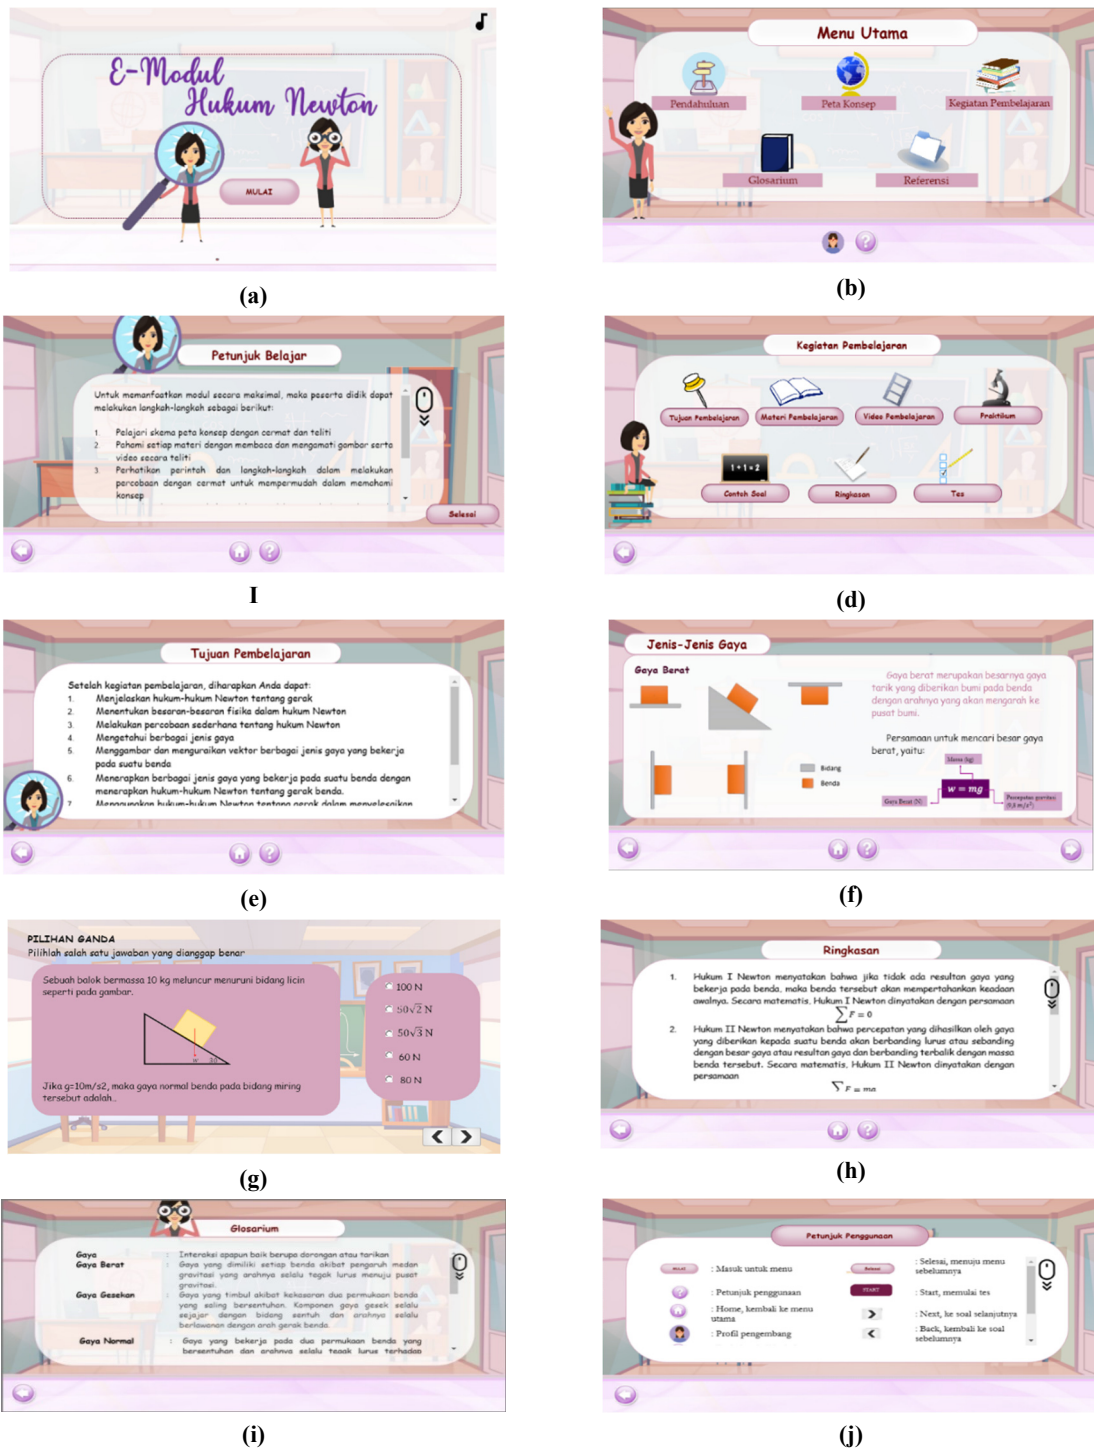 E-Modul
Hukum Newton
MULAI
(a)
Menu Utama
Pendahuluan
Peta Konsep
Kegiatan Pembelajaran
Glosarium
Referensi
?
(b)
Petunjuk Belajar
Untuk memanfaatkan modul secara maksimal, maka peserta didik dapat
melakukan langkah-langkah sebagai berikut:
1. Pelajari skema peta konsep dengan cermat dan teliti
2. Pahami setiap materi dengan membaca dan mengamati gambar serta
video secara teliti
3. Perhatikan perintah dan langkah-langkah dalam melakukan
percobaan dengan cermat untuk mempermudah dalam memahami
konsep
Selesai
?
I
Kegiatan Pembelajaran
Tujuan Pembelajaran
Materi Pembelajaran
Video Pembelajaran
Praktikum
1+1=2
Contoh Soal
Ringkasan
Tes
(d)
Tujuan Pembelajaran
Setelah kegiatan pembelajaran, diharapkan Anda dapat:
1. Menjelaskan hukum-hukum Newton tentang gerak
2. Menentukan besaran-besaran fisika dalam hukum Newton
3. Melakukan percobaan sederhana tentang hukum Newton
4. Mengetahui berbagai jenis gaya
5. Menggambar dan menguraikan vektor berbagai jenis gaya yang bekerja
pada suatu benda
6. Menerapkan berbagai jenis gaya yang bekerja pada suatu benda dengan
menerapkan hukum-hukum Newton tentang gerak benda.
7. Menggunakan hukum-hukum Newton tentang gerak dalam menyelesaikan
?
(e)
Jenis-Jenis Gaya
Gaya Berat
Gaya berat merupakan besarnya gaya
tarik yang diberikan bumi pada benda
dengan arahnya yang akan mengarah ke
pusat bumi.
Persamaan untuk mencari besar gaya
berat, yaitu:
Bidang
Benda
Massa (kg)
w = mg
Gaya Berat (N)
Percepatan gravitasi
(9,8 m/s²)
?
(f)
PILIHAN GANDA
Pilihlah salah satu jawaban yang dianggap benar
Sebuah balok bermassa 10 kg meluncur menuruni bidang licin
seperti pada gambar.
w 30
Jika g=10m/s2, maka gaya normal benda pada bidang miring
tersebut adalah..
100 N
50√2 N
50√3 N
60 N
80 N
(g)
Ringkasan
1. Hukum I Newton menyatakan bahwa jika tidak ada resultan gaya yang
bekerja pada benda, maka benda tersebut akan mempertahankan keadaan
awalnya. Secara matematis, Hukum I Newton dinyatakan dengan persamaan
∑F = 0
2. Hukum II Newton menyatakan bahwa percepatan yang dihasilkan oleh gaya
yang diberikan kepada suatu benda akan berbanding lurus atau sebanding
dengan besar gaya atau resultan gaya dan berbanding terbalik dengan massa
benda tersebut. Secara matematis, Hukum II Newton dinyatakan dengan
persamaan
∑F = ma
?
(h)
Glosarium
Gaya : Interaksi apapun baik berupa dorongan atau tarikan
Gaya Berat : Gaya yang dimiliki setiap benda akibat pengaruh medan
gravitasi yang arahnya selalu tegak lurus menuju pusat
gravitasi.
Gaya Gesekan : Gaya yang timbul akibat kekasaran dua permukaan benda
yang saling bersentuhan. Komponen gaya gesek selalu
sejajar dengan bidang sentuh dan arahnya selalu
berlawanan dengan arah gerak benda.
Gaya Normal : Gaya yang bekerja pada dua permukaan benda yang
bersentuhan dan arahnya selalu tegak lurus terhadap
(i)
Petunjuk Penggunaan
MULAI : Masuk untuk menu
? : Petunjuk penggunaan
: Home, kembali ke menu
utama
: Profil pengembang
Selesai : Selesai, menuju menu
sebelumnya
START : Start, memulai tes
: Next, ke soal selanjutnya
: Back, kembali ke soal
sebelumnya
(j)